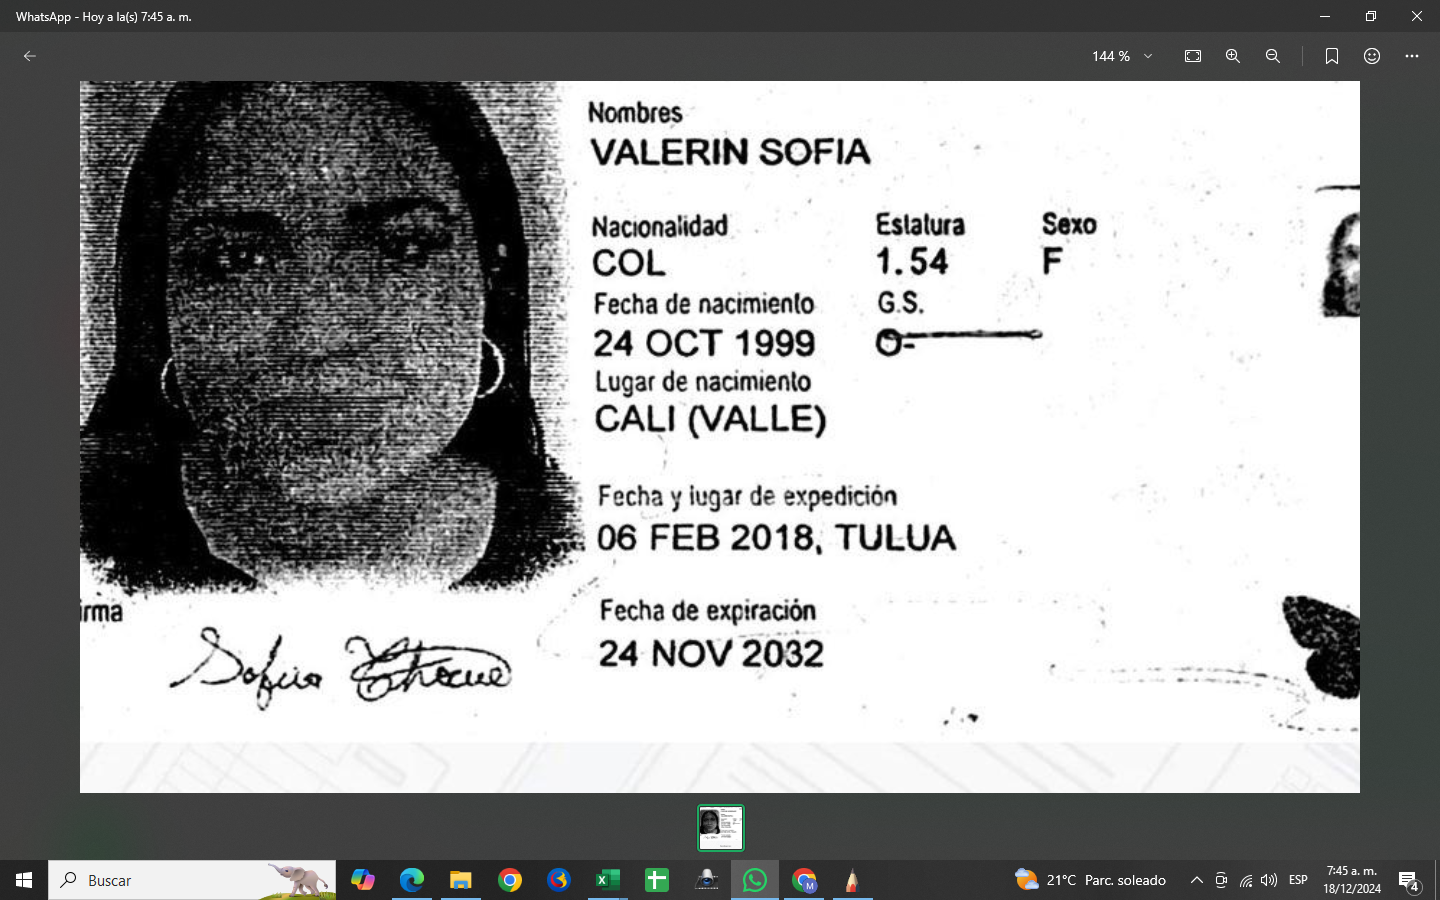 WhatsApp - Hoy a la(s) 7:45 a. m.
144 %
Nombres
VALERIN SOFIA
Nacionalidad Estatura Sexo
COL 1.54 F
Fecha de nacimiento G.S.
24 OCT 1999 O-
Lugar de nacimiento
CALI (VALLE)
Fecha y lugar de expedición
06 FEB 2018, TULUA
irma
Fecha de expiración
24 NOV 2032
Sofia
Buscar
21°C Parc. soleado
ESP
7:45 a. m.
18/12/2024
4